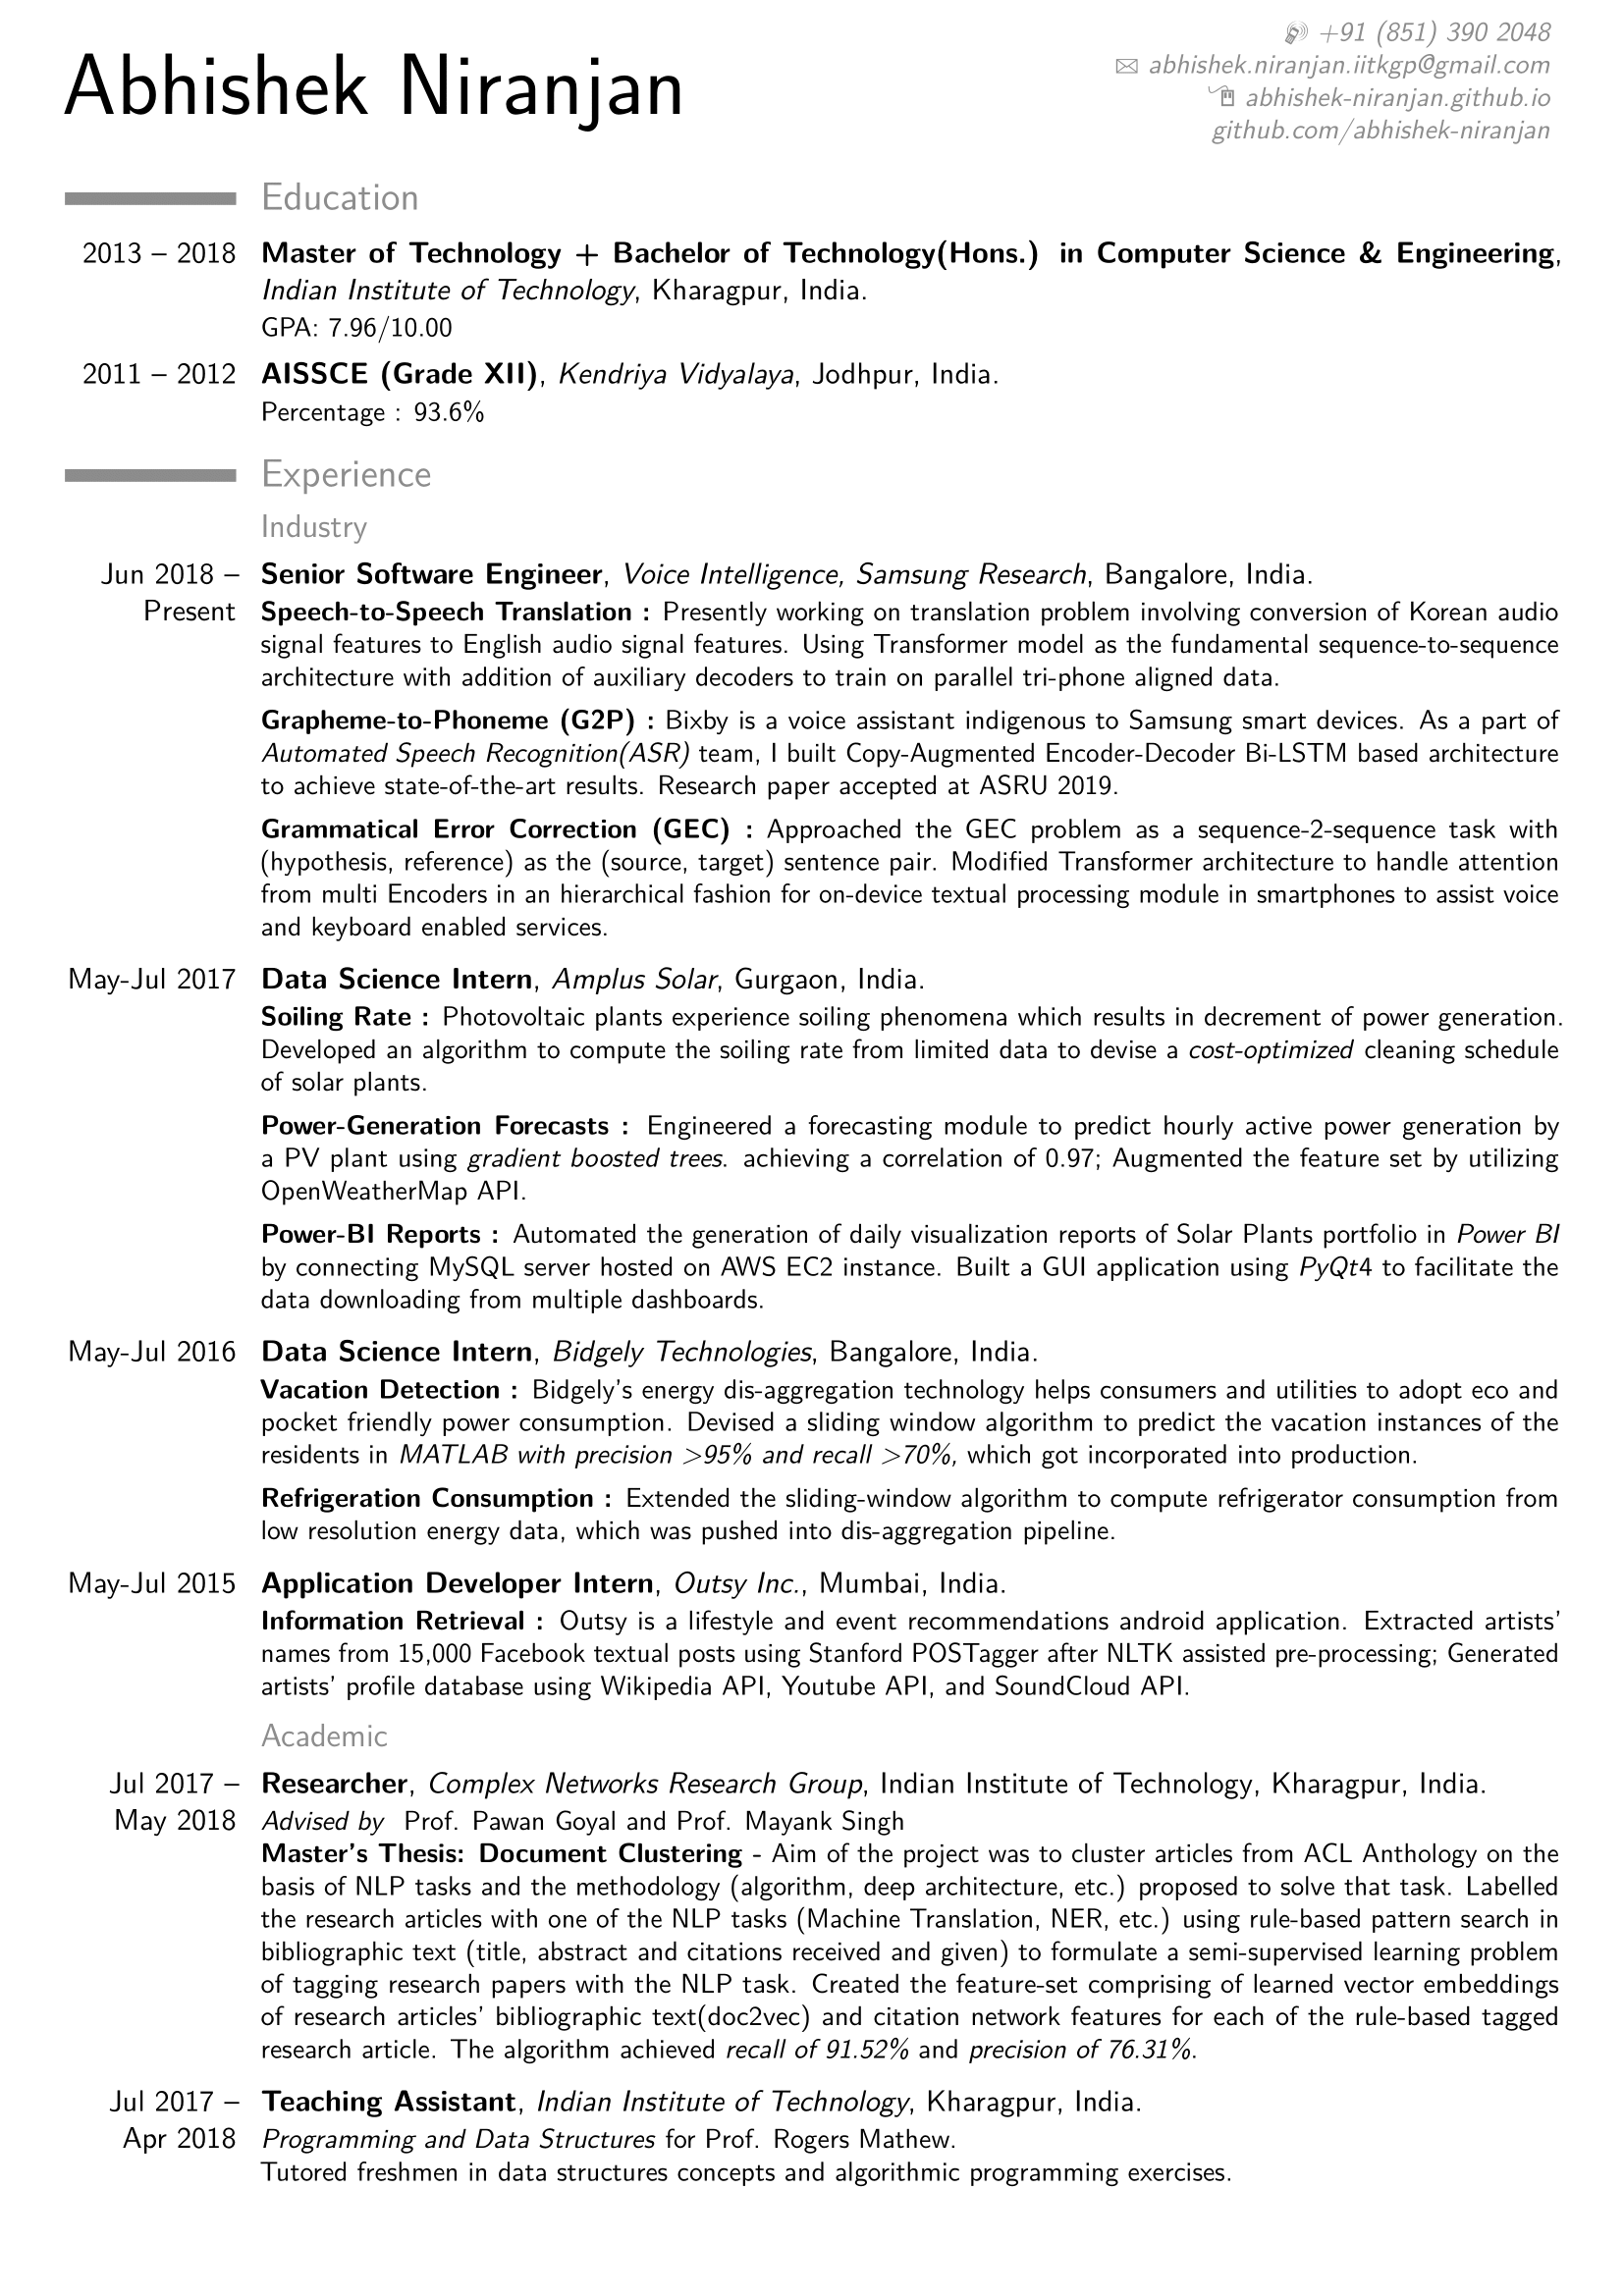 Abhishek Niranjan
+91 (851) 390 2048
abhishek.niranjan.iitkgp@gmail.com
abhishek-niranjan.github.io
github.com/abhishek-niranjan
Education
2013 – 2018 Master of Technology + Bachelor of Technology(Hons.) in Computer Science & Engineering,
Indian Institute of Technology, Kharagpur, India.
GPA: 7.96/10.00
2011 – 2012 AISSCE (Grade XII), Kendriya Vidyalaya, Jodhpur, India.
Percentage : 93.6%
Experience
Industry
Jun 2018 – Senior Software Engineer, Voice Intelligence, Samsung Research, Bangalore, India.
Present Speech-to-Speech Translation : Presently working on translation problem involving conversion of Korean audio
signal features to English audio signal features. Using Transformer model as the fundamental sequence-to-sequence
architecture with addition of auxiliary decoders to train on parallel tri-phone aligned data.
Grapheme-to-Phoneme (G2P) : Bixby is a voice assistant indigenous to Samsung smart devices. As a part of
Automated Speech Recognition(ASR) team, I built Copy-Augmented Encoder-Decoder Bi-LSTM based architecture
to achieve state-of-the-art results. Research paper accepted at ASRU 2019.
Grammatical Error Correction (GEC) : Approached the GEC problem as a sequence-2-sequence task with
(hypothesis, reference) as the (source, target) sentence pair. Modified Transformer architecture to handle attention
from multi Encoders in an hierarchical fashion for on-device textual processing module in smartphones to assist voice
and keyboard enabled services.
May-Jul 2017 Data Science Intern, Amplus Solar, Gurgaon, India.
Soiling Rate : Photovoltaic plants experience soiling phenomena which results in decrement of power generation.
Developed an algorithm to compute the soiling rate from limited data to devise a cost-optimized cleaning schedule
of solar plants.
Power-Generation Forecasts : Engineered a forecasting module to predict hourly active power generation by
a PV plant using gradient boosted trees. achieving a correlation of 0.97; Augmented the feature set by utilizing
OpenWeatherMap API.
Power-BI Reports : Automated the generation of daily visualization reports of Solar Plants portfolio in Power BI
by connecting MySQL server hosted on AWS EC2 instance. Built a GUI application using PyQt4 to facilitate the
data downloading from multiple dashboards.
May-Jul 2016 Data Science Intern, Bidgely Technologies, Bangalore, India.
Vacation Detection : Bidgely's energy dis-aggregation technology helps consumers and utilities to adopt eco and
pocket friendly power consumption. Devised a sliding window algorithm to predict the vacation instances of the
residents in MATLAB with precision >95% and recall >70%, which got incorporated into production.
Refrigeration Consumption : Extended the sliding-window algorithm to compute refrigerator consumption from
low resolution energy data, which was pushed into dis-aggregation pipeline.
May-Jul 2015 Application Developer Intern, Outsy Inc., Mumbai, India.
Information Retrieval : Outsy is a lifestyle and event recommendations android application. Extracted artists'
names from 15,000 Facebook textual posts using Stanford POSTagger after NLTK assisted pre-processing; Generated
artists' profile database using Wikipedia API, Youtube API, and SoundCloud API.
Academic
Jul 2017 – Researcher, Complex Networks Research Group, Indian Institute of Technology, Kharagpur, India.
May 2018 Advised by Prof. Pawan Goyal and Prof. Mayank Singh
Master's Thesis: Document Clustering - Aim of the project was to cluster articles from ACL Anthology on the
basis of NLP tasks and the methodology (algorithm, deep architecture, etc.) proposed to solve that task. Labelled
the research articles with one of the NLP tasks (Machine Translation, NER, etc.) using rule-based pattern search in
bibliographic text (title, abstract and citations received and given) to formulate a semi-supervised learning problem
of tagging research papers with the NLP task. Created the feature-set comprising of learned vector embeddings
of research articles' bibliographic text(doc2vec) and citation network features for each of the rule-based tagged
research article. The algorithm achieved recall of 91.52% and precision of 76.31%.
Jul 2017 – Teaching Assistant, Indian Institute of Technology, Kharagpur, India.
Apr 2018 Programming and Data Structures for Prof. Rogers Mathew.
Tutored freshmen in data structures concepts and algorithmic programming exercises.